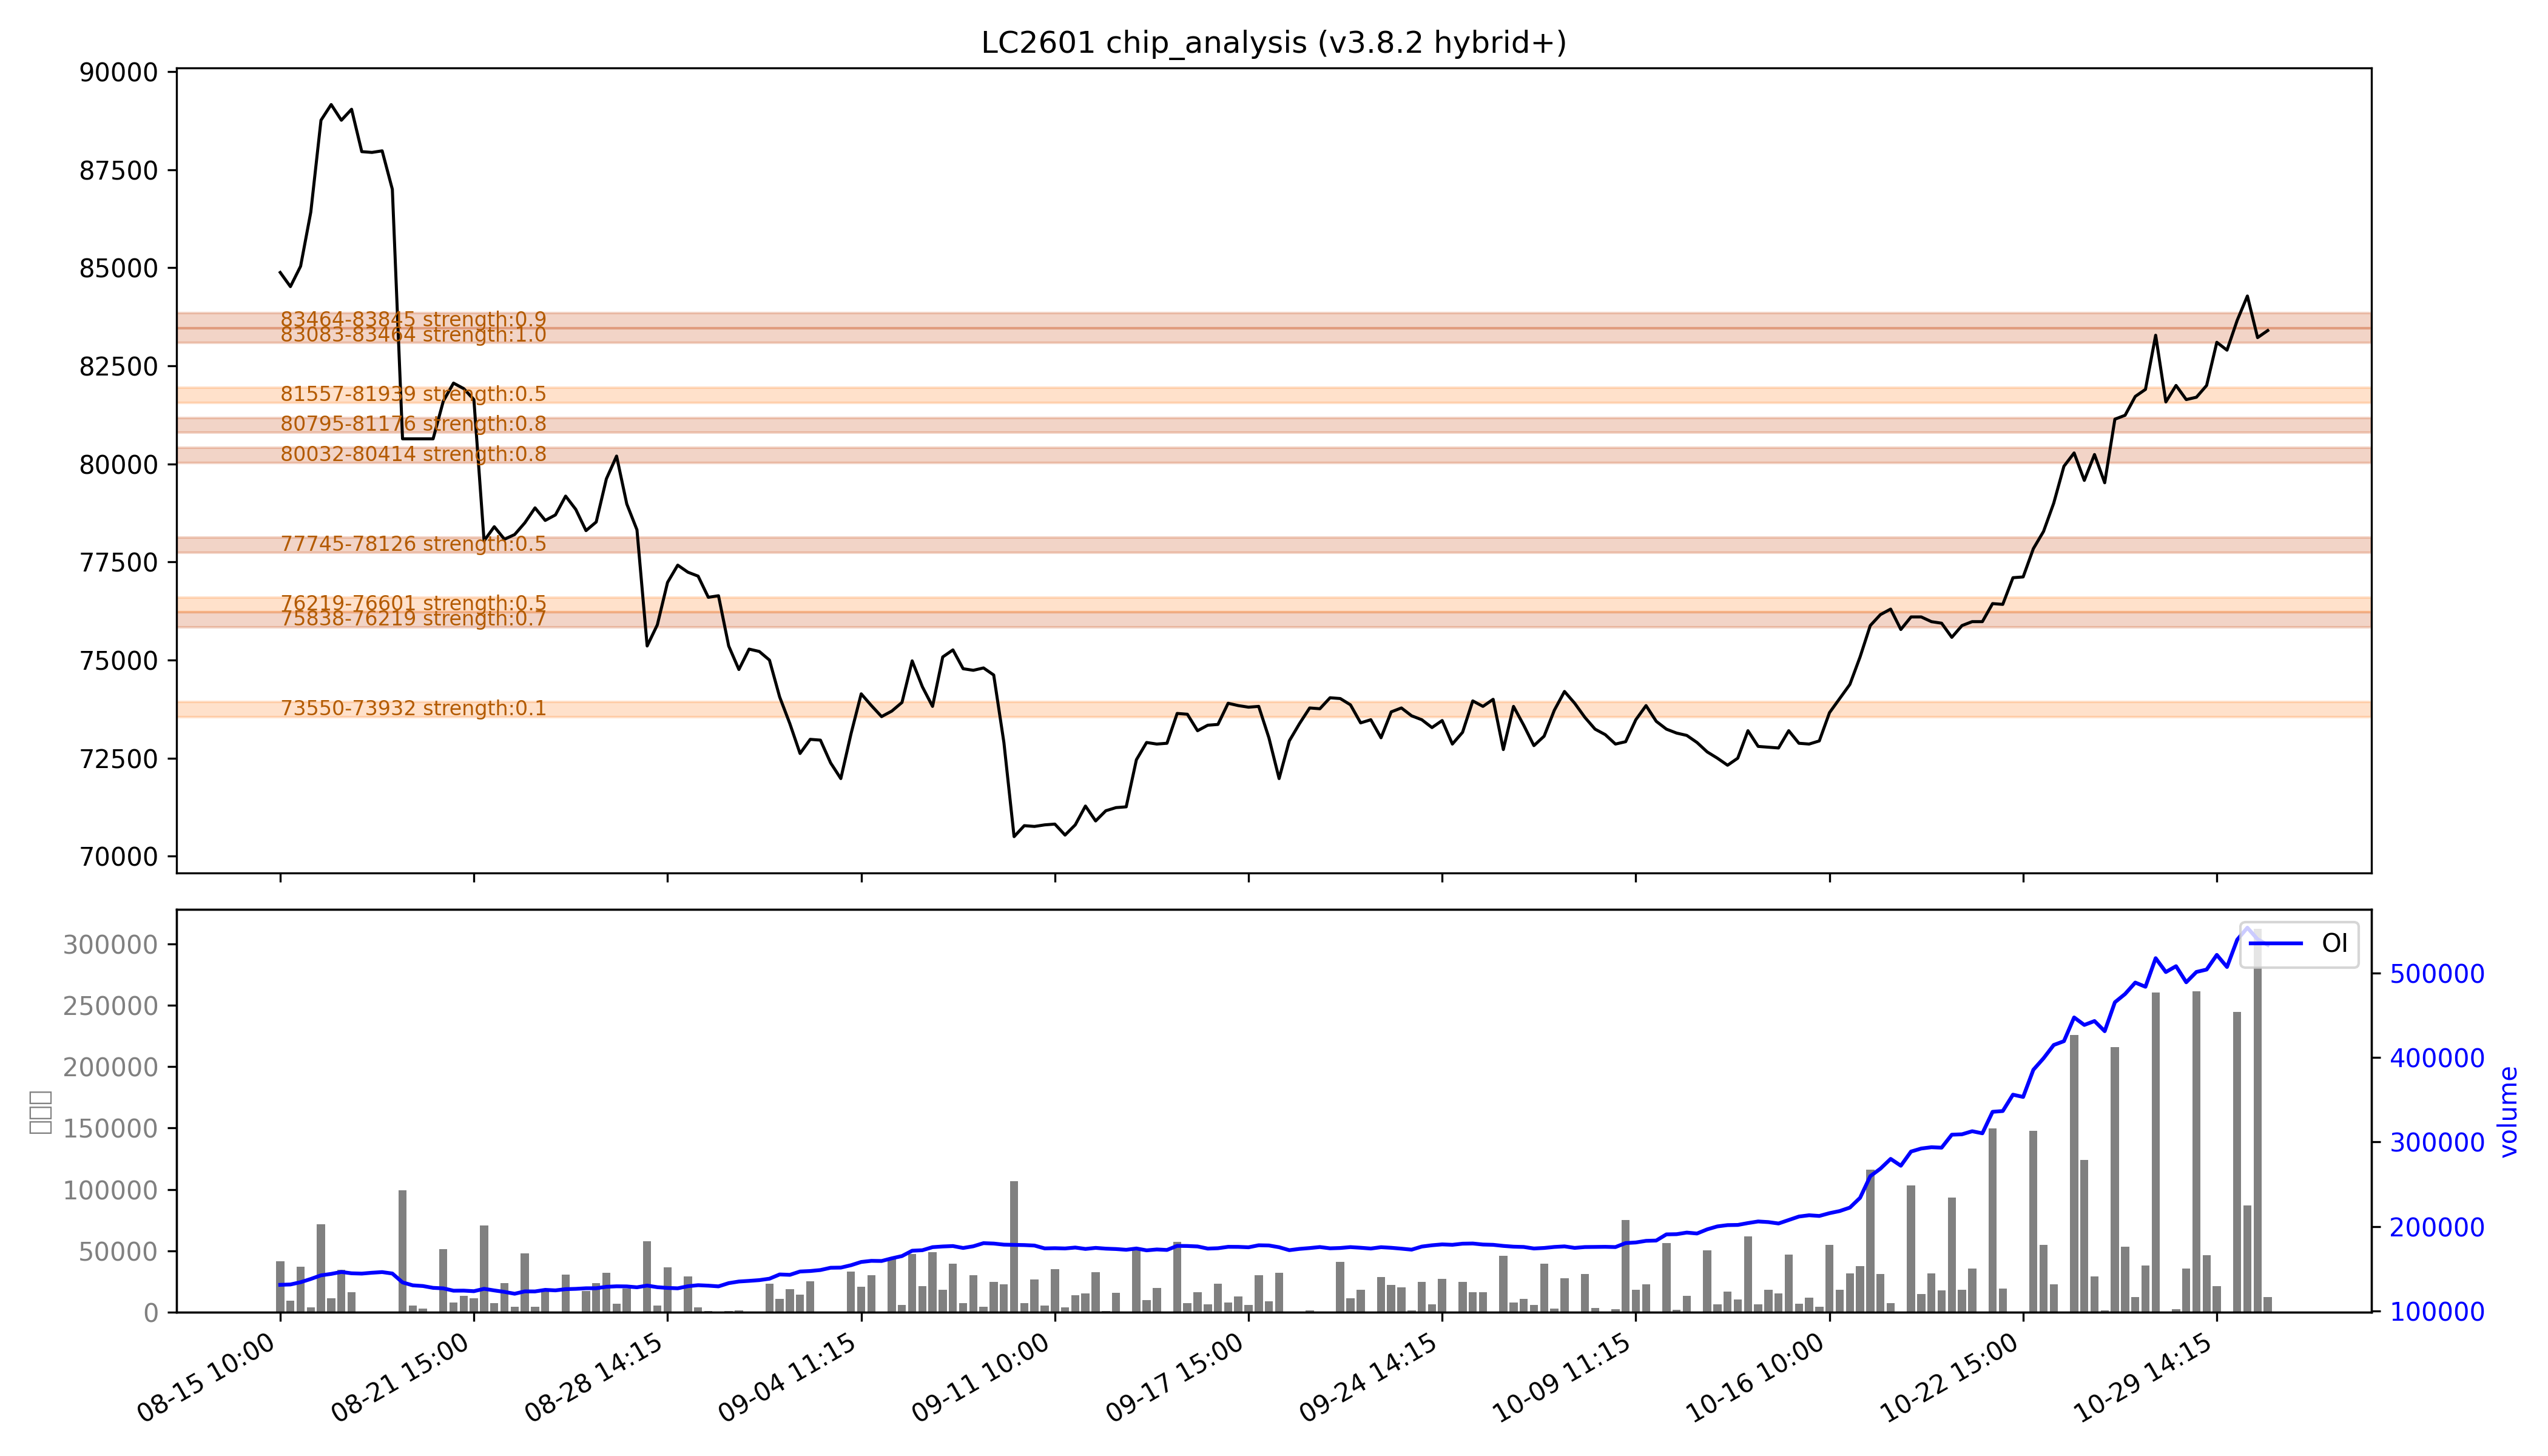 LC2601 chip_analysis (v3.8.2 hybrid+)
90000
87500
85000
82500
80000
77500
75000
72500
70000
83464-83845 strength:0.9
83083-83464 strength:1.0
81557-81939 strength:0.5
80795-81176 strength:0.8
80032-80414 strength:0.8
77745-78126 strength:0.5
76219-76601 strength:0.5
75838-76219 strength:0.7
73550-73932 strength:0.1
300000
250000
200000
150000
100000
50000
0
OI
500000
400000
300000
200000
100000
volume
08-15 10:00
08-21 15:00
08-28 14:15
09-04 11:15
09-11 10:00
09-17 15:00
09-24 14:15
10-09 11:15
10-16 10:00
10-22 15:00
10-29 14:15